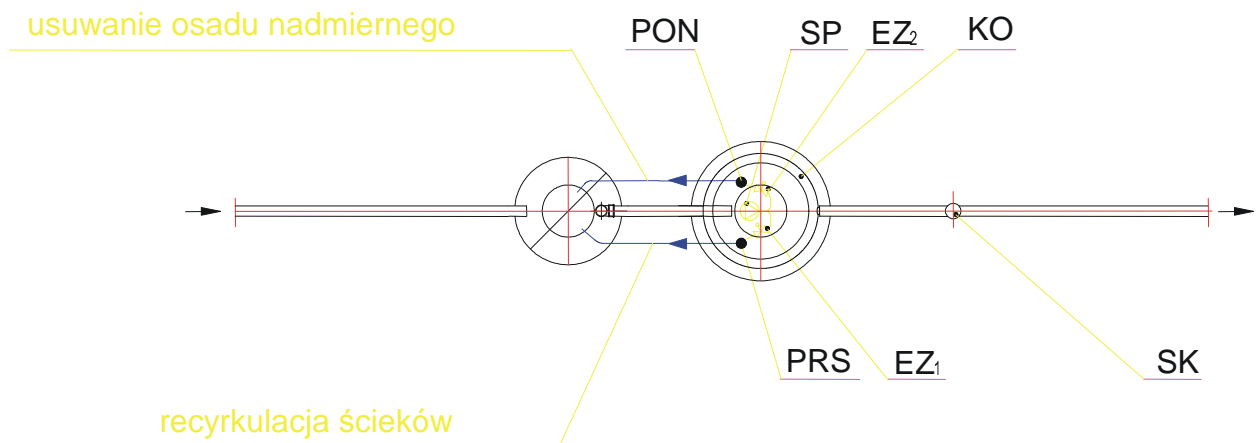 usuwanie osadu nadmiernego
PON SP EZ2 KO
PRS EZ1 SK
recyrkulacja ścieków